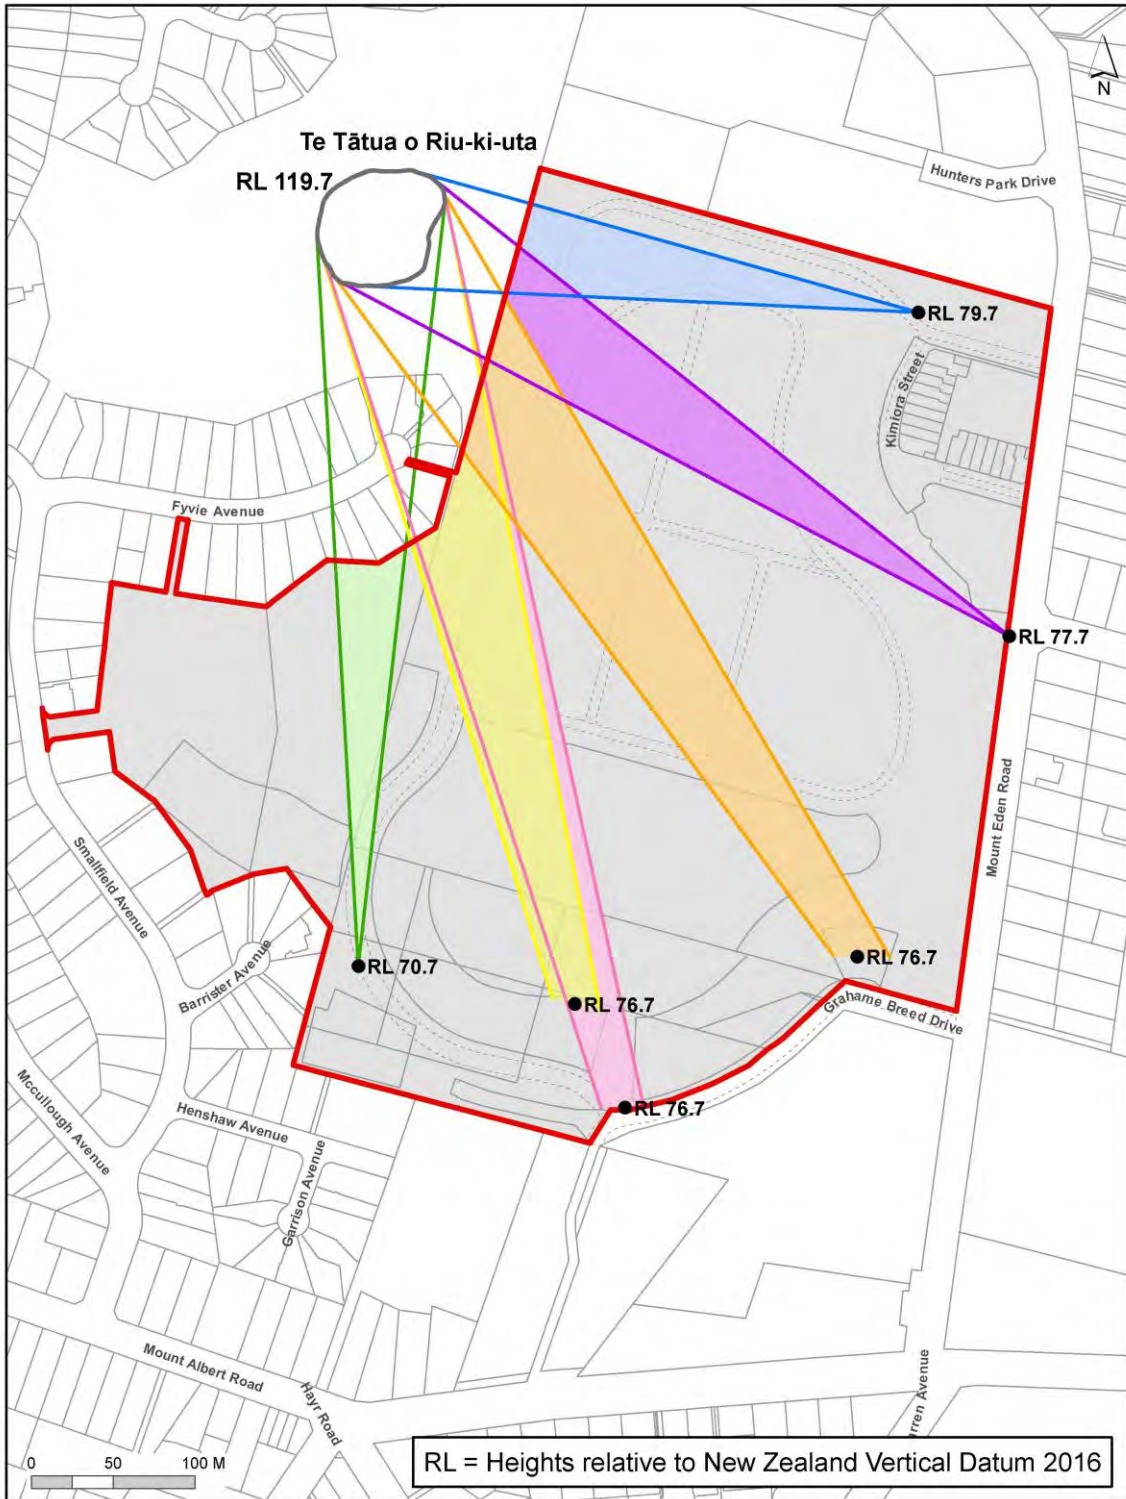 N
Te Tātua o Riu-ki-uta
RL 119.7
Hunters Park Drive
RL 79.7
Kimiora Street
Fyvie Avenue
RL 77.7
Mount Eden Road
Smallfield Avenue
RL 70.7
RL 76.7
Barrister Avenue
RL 76.7
Grahame Breed Drive
Mccullough Avenue
Henshaw Avenue
RL 76.7
Garrison Avenue
Mount Albert Road
Hayr Road
rren Avenue
0 50 100 M
RL = Heights relative to New Zealand Vertical Datum 2016